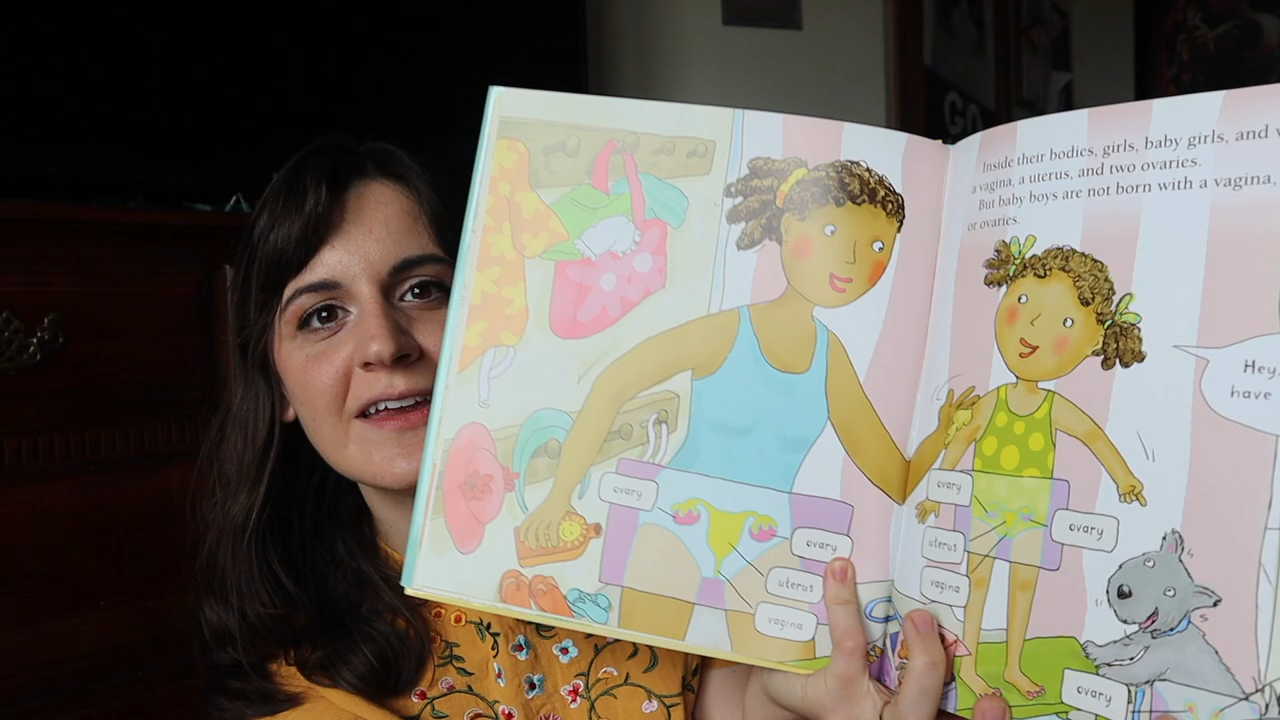 GO
Inside their bodies, girls, baby girls, and
a vagina, a uterus, and two ovaries.
But baby boys are not born with a vagina,
or ovaries.
Hey,
have
ovary
ovary
uterus
vagina
ovary
ovary
uterus
vagina
ovary